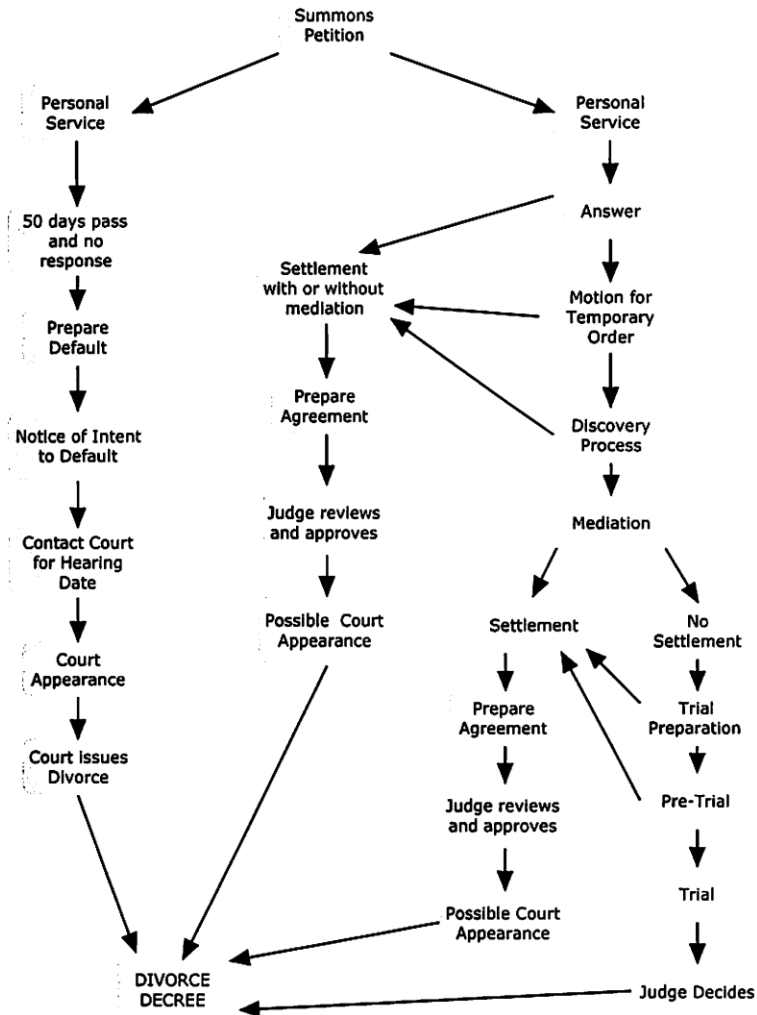 Summons
Petition
Personal
Service
50 days pass
and no
response
Prepare
Default
Notice of Intent
to Default
Contact Court
for Hearing
Date
Court
Appearance
Court issues
Divorce
Settlement
with or without
mediation
Prepare
Agreement
Judge reviews
and approves
Possible Court
Appearance
Personal
Service
Answer
Motion for
Temporary
Order
Discovery
Process
Mediation
Settlement
Prepare
Agreement
Judge reviews
and approves
Possible Court
Appearance
No
Settlement
Trial
Preparation
Pre-Trial
Trial
Judge Decides
DIVORCE
DECREE